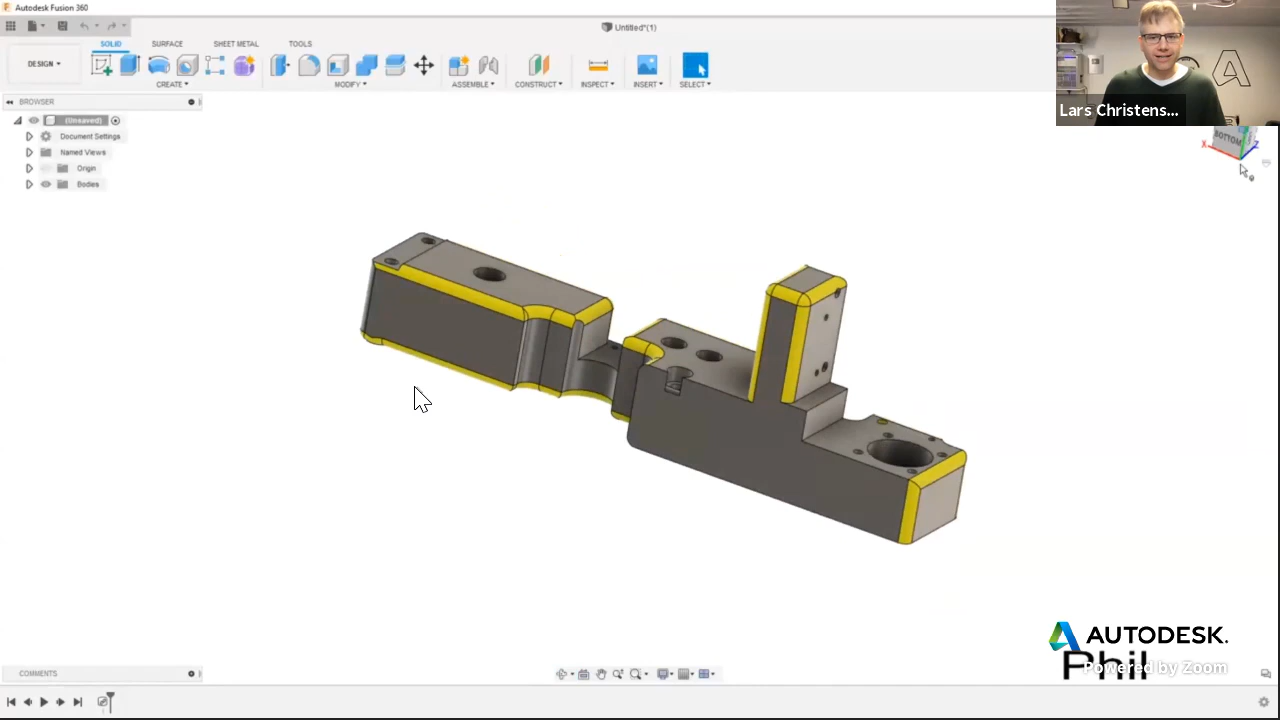 Autodesk Fusion 360
Untitled*(1)
SOLID
SURFACE
SHEET METAL
TOOLS
DESIGN
CREATE
MODIFY
ASSEMBLE
CONSTRUCT
INSPECT
INSERT
SELECT
Lars Christens...
BROWSER
(Unsaved)
Document Settings
Named Views
Origin
Bodies
BOTTOM
X
Z
AUTODESK.
Phil
Powered by Zoom
COMMENTS